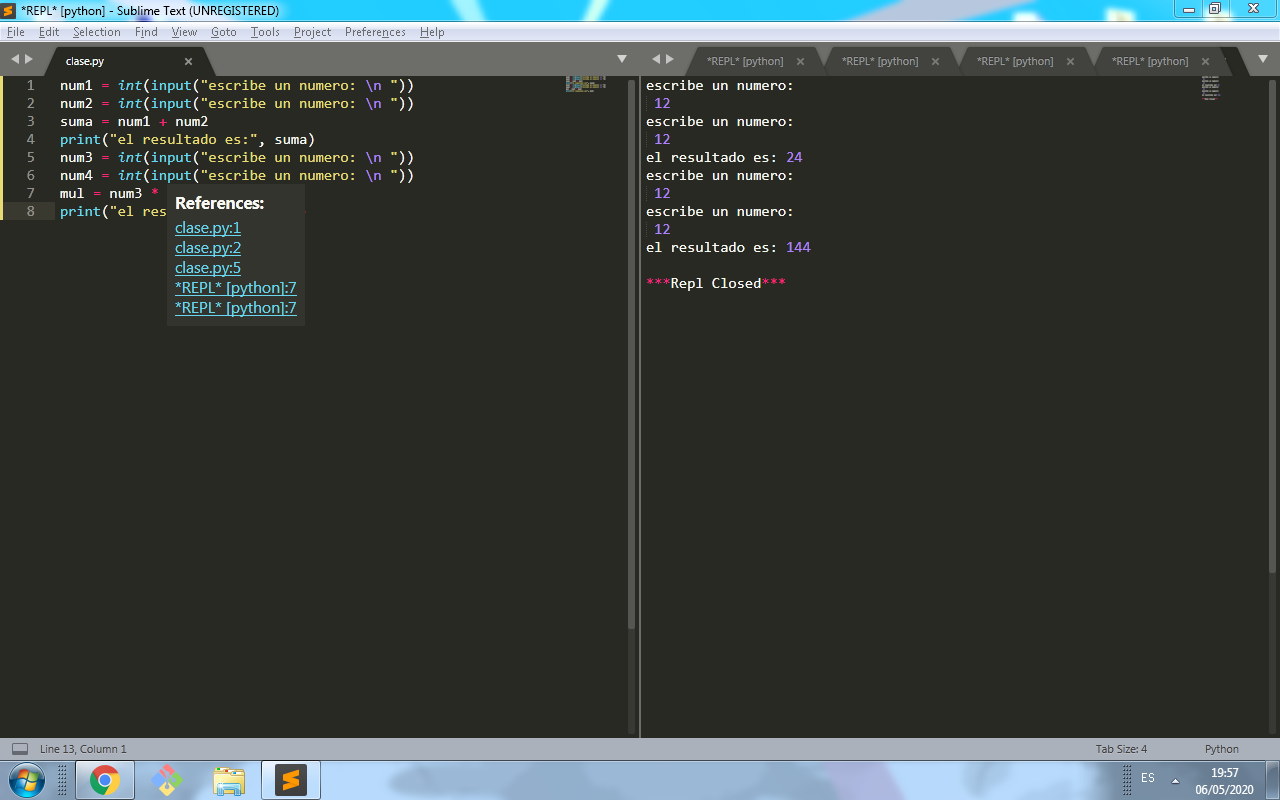 *REPL* [python] - Sublime Text (UNREGISTERED)
File Edit Selection Find View Goto Tools Project Preferences Help
clase.py
*REPL* [python] *REPL* [python] *REPL* [python] *REPL* [python]
1 num1 = int(input("escribe un numero: \n "))
2 num2 = int(input("escribe un numero: \n "))
3 suma = num1 + num2
4 print("el resultado es:", suma)
5 num3 = int(input("escribe un numero: \n "))
6 num4 = int(input("escribe un numero: \n "))
7 mul = num3 *
8 print("el res
References:
clase.py:1
clase.py:2
clase.py:5
*REPL* [python]:7
*REPL* [python]:7
escribe un numero:
12
escribe un numero:
12
el resultado es: 24
escribe un numero:
12
escribe un numero:
12
el resultado es: 144
***Repl Closed***
Line 13, Column 1
Tab Size: 4
Python
ES
19:57
06/05/2020